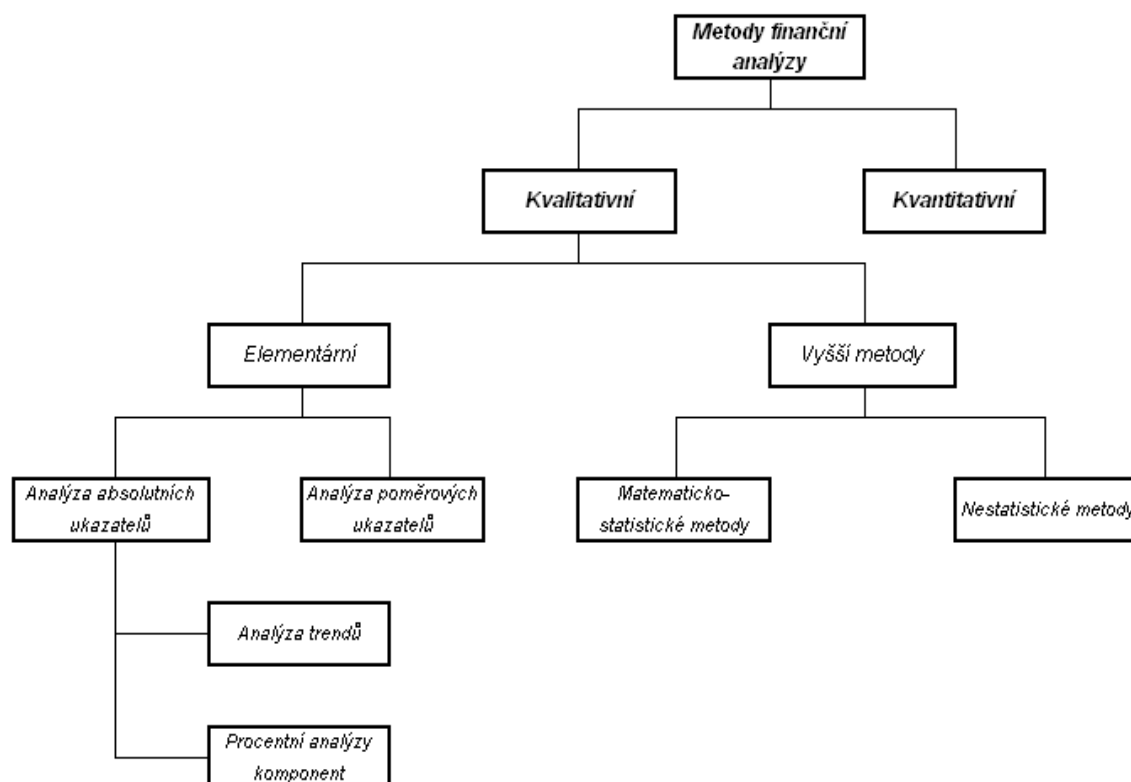 Metody finanční
analýzy
Kvalitativní
Kvantitativní
Elementární
Vyšší metody
Analýza absolutních
ukazatelů
Analýza poměrových
ukazatelů
Matematicko-
statistické metody
Nestatistické metody
Analýza trendů
Procentní analýzy
komponent